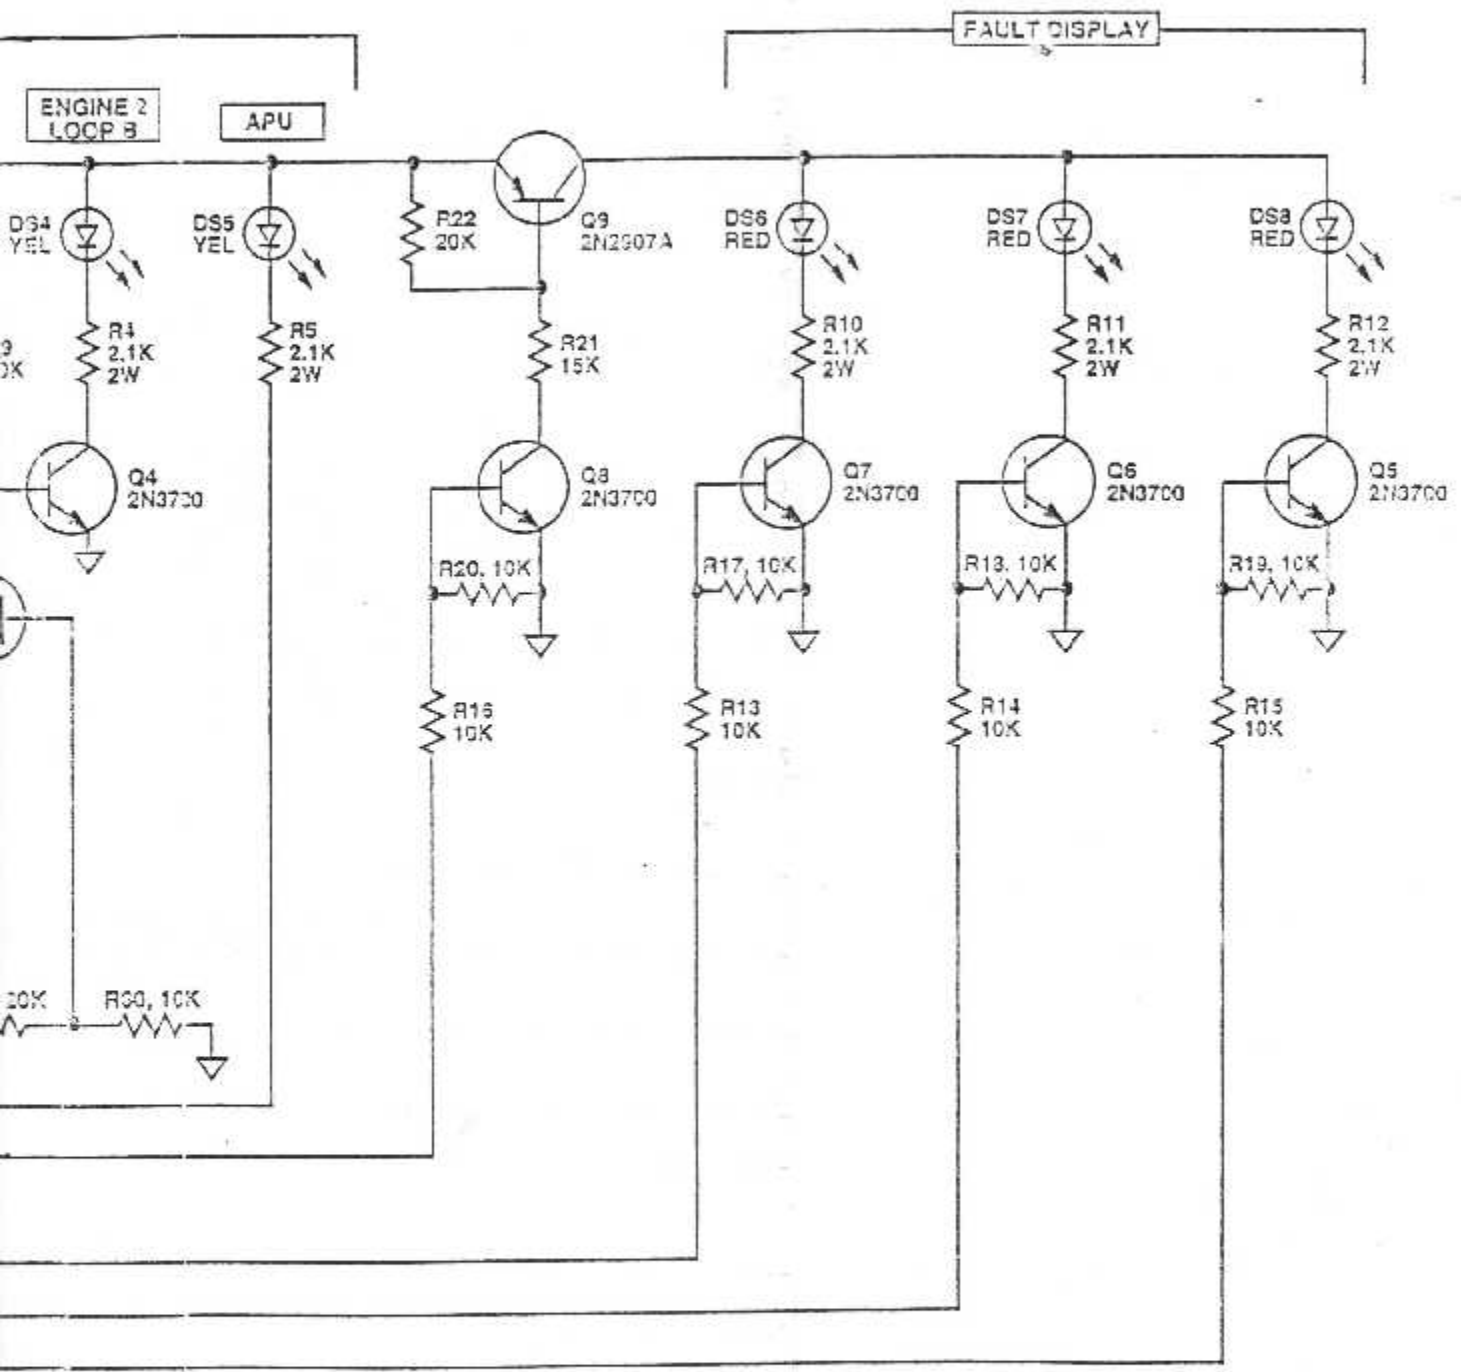 FAULT DISPLAY
ENGINE 2
LOOP B
APU
DS4
YEL
DS5
YEL
R22
20K
Q9
2N2907A
DS6
RED
DS7
RED
DS8
RED
R4
2.1K
2W
R5
2.1K
2W
R21
15K
R10
2.1K
2W
R11
2.1K
2W
R12
2.1K
2W
Q4
2N3700
Q8
2N3700
Q7
2N3700
Q6
2N3700
Q5
2N3700
R20, 10K
R17, 10K
R18, 10K
R19, 10K
R16
10K
R13
10K
R14
10K
R15
10K
20K
R30, 10K